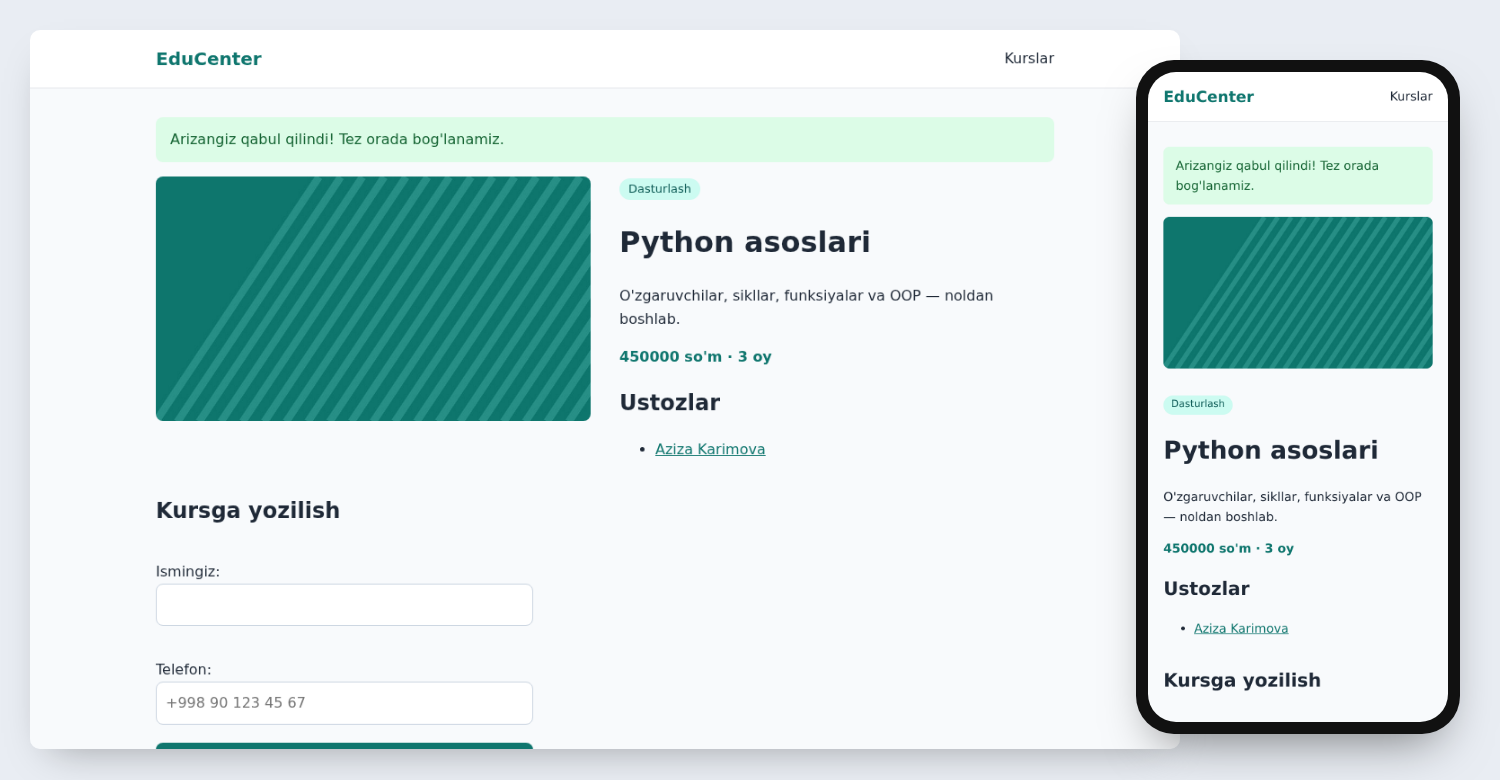 EduCenter
Kurslar
Arizangiz qabul qilindi! Tez orada bog'lanamiz.
Dasturlash
Python asoslari
O'zgaruvchilar, sikllar, funksiyalar va OOP — noldan
boshlab.
450000 so'm · 3 oy
Ustozlar
• Aziza Karimova
Kursga yozilish
Ismingiz:
Telefon:
+998 90 123 45 67
EduCenter
Kurslar
Arizangiz qabul qilindi! Tez orada
bog'lanamiz.
Dasturlash
Python asoslari
O'zgaruvchilar, sikllar, funksiyalar va OOP
— noldan boshlab.
450000 so'm · 3 oy
Ustozlar
• Aziza Karimova
Kursga yozilish